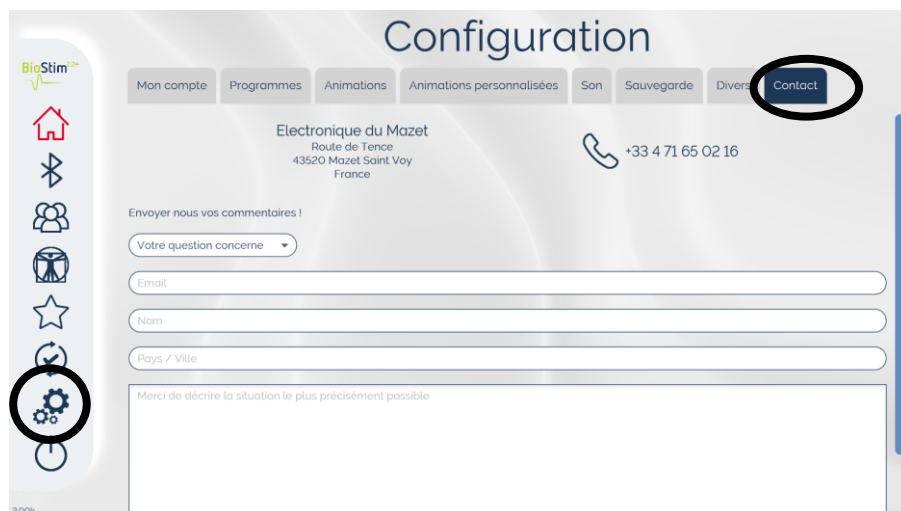 Configuration
BioStim
Mon compte Programmes Animations Animations personnalisées Son Sauvegarde Divers Contact
Electronique du Mazet
Route de Tence
43520 Mazet Saint Voy
France
+33 4 71 65 02 16
Envoyer nous vos commentaires !
Votre question concerne
Email
Nom
Pays / Ville
Merci de décrire la situation le plus précisément possible